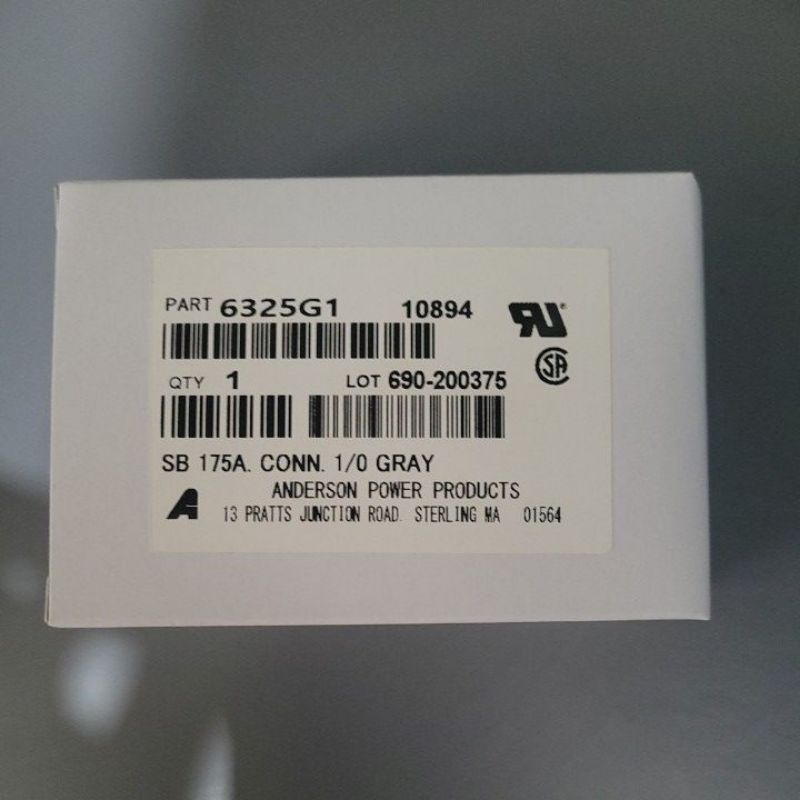 PART 6325G1 10894
QTY 1 LOT 690-200375
SB 175A. CONN. 1/0 GRAY
ANDERSON POWER PRODUCTS
13 PRATTS JUNCTION ROAD. STERLING MA 01564